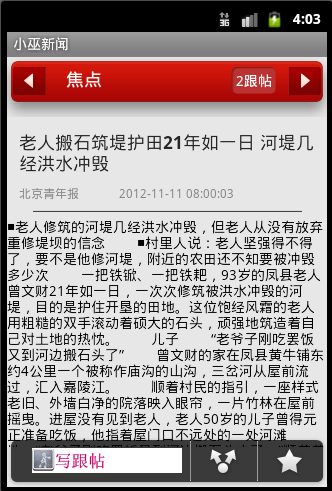 3G 4:03
小巫新闻
焦点 2跟帖
老人搬石筑堤护田21年如一日 河堤几
经洪水冲毁
北京青年报 2012-11-11 08:00:03
■老人修筑的河堤几经洪水冲毁，但老人从没有放弃
重修堤坝的信念 ■村里人说：老人坚强得不得
了，要不是他修河堤，附近的农田还不知要被冲毁
多少次 一把铁锨、一把铁耙，93岁的凤县老人
曾文财21年如一日，一次次修筑被洪水冲毁的河
堤，目的是护住开垦的田地。这位饱经风霜的老人
用粗糙的双手滚动着硕大的石头，顽强地筑造着自
己对土地的热忱。 儿子 “老爷子刚吃罢饭
又到河边搬石头了” 曾文财的家在凤县黄牛铺东
约4公里一个被称作庙沟的山沟，三岔河从屋前流
过，汇入嘉陵江。 顺着村民的指引，一座样式
老旧、外墙白净的院落映入眼帘，一片竹林在屋前
摇曳。进屋没有见到老人，老人50岁的儿子曾得元
正准备吃饭，他指着屋门口不远处的一处河滩
写跟帖